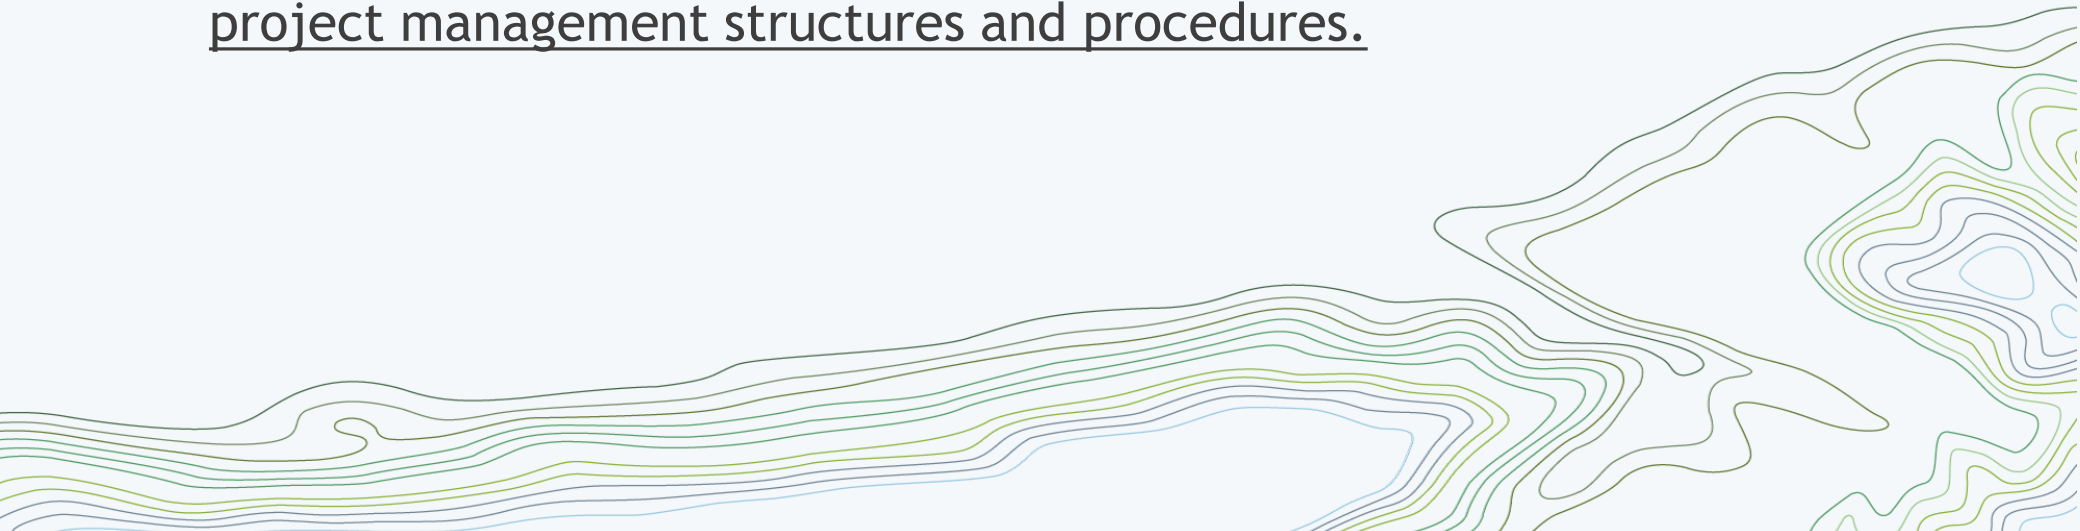 project management structures and procedures.